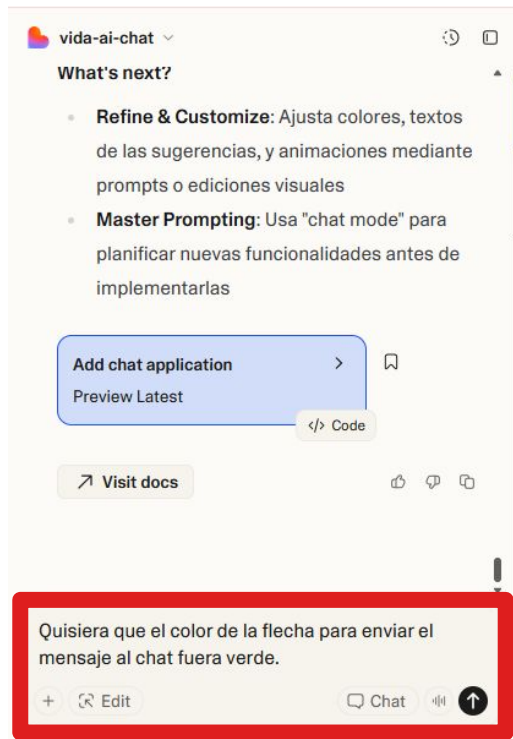 vida-ai-chat
What's next?
Refine & Customize: Ajusta colores, textos
de las sugerencias, y animaciones mediante
prompts o ediciones visuales
Master Prompting: Usa "chat mode" para
planificar nuevas funcionalidades antes de
implementarlas
Add chat application
Preview Latest
</> Code
Visit docs
Quisiera que el color de la flecha para enviar el
mensaje al chat fuera verde.
+ Edit Chat